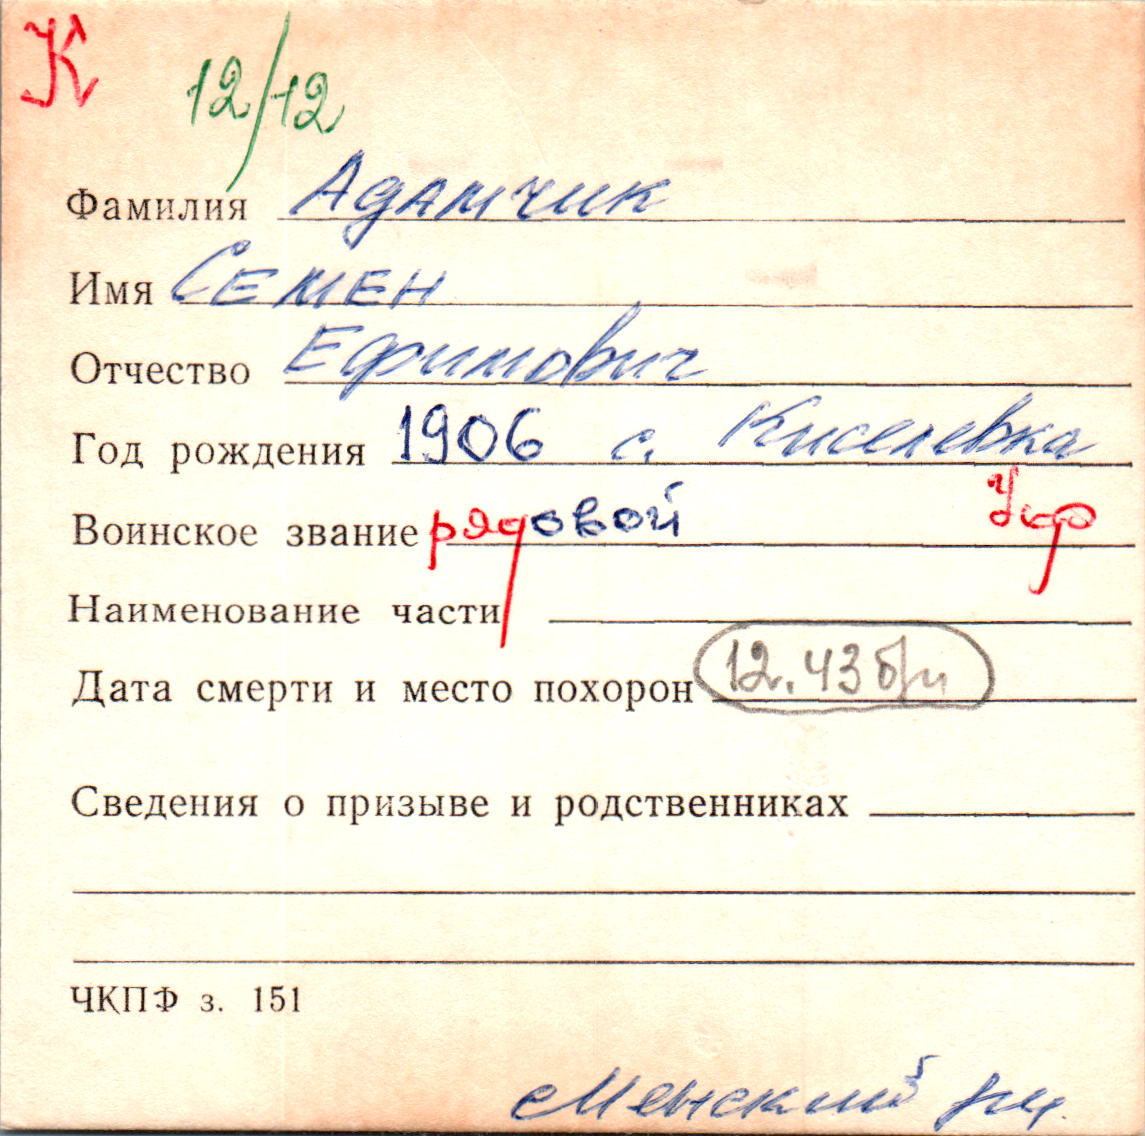 К
12/12
Фамилия Адамчик
Имя Семен
Отчество Ефимович
Год рождения 1906 с. Киселевка
Воинское звание рядовой
Наименование части
Дата смерти и место похорон 12.43 б/и
Сведения о призыве и родственниках
ЧКПФ з. 151
Менский р-н.